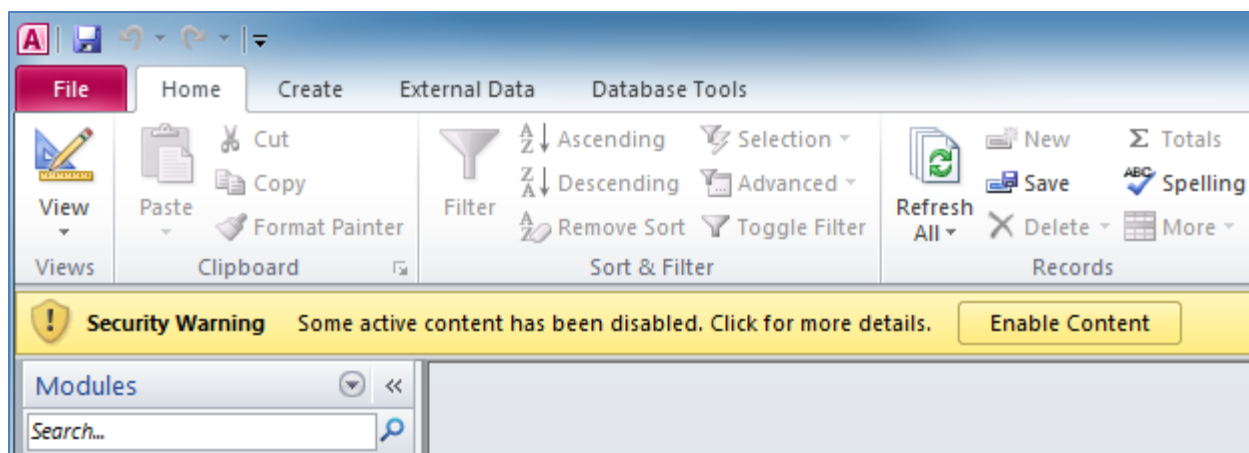 A
File Home Create External Data Database Tools
View
Views
Paste
Cut
Copy
Format Painter
Clipboard
Filter
Ascending
Descending
Remove Sort
Selection
Advanced
Toggle Filter
Sort & Filter
Refresh
All
New
Save
Delete
Σ Totals
ABC Spelling
More
Records
Security Warning Some active content has been disabled. Click for more details. Enable Content
Modules
Search...